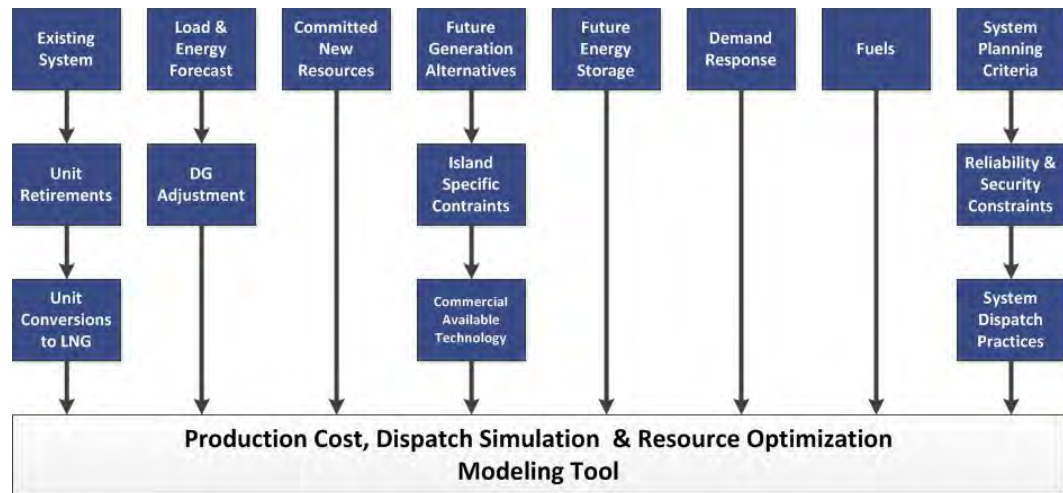 Existing
System
Load &
Energy
Forecast
Committed
New
Resources
Future
Generation
Alternatives
Future
Energy
Storage
Demand
Response
Fuels
System
Planning
Criteria
Unit
Retirements
DG
Adjustment
Island
Specific
Contraints
Reliability &
Security
Constraints
Unit
Conversions
to LNG
Commercial
Available
Technology
System
Dispatch
Practices
Production Cost, Dispatch Simulation & Resource Optimization
Modeling Tool